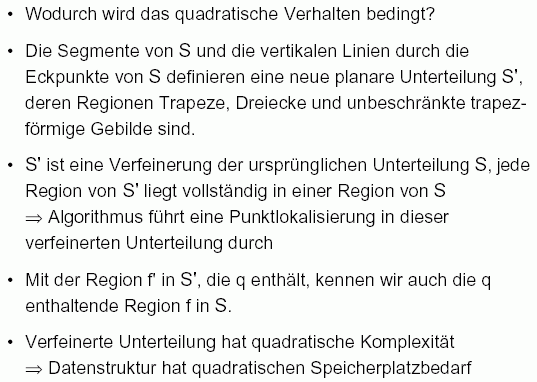 • Wodurch wird das quadratische Verhalten bedingt?
• Die Segmente von S und die vertikalen Linien durch die
Eckpunkte von S definieren eine neue planare Unterteilung S',
deren Regionen Trapeze, Dreiecke und unbeschränkte trapez-
förmige Gebilde sind.
• S' ist eine Verfeinerung der ursprünglichen Unterteilung S, jede
Region von S' liegt vollständig in einer Region von S
⇒ Algorithmus führt eine Punktlokalisierung in dieser
verfeinerten Unterteilung durch
• Mit der Region f' in S', die q enthält, kennen wir auch die q
enthaltende Region f in S.
• Verfeinerte Unterteilung hat quadratische Komplexität
⇒ Datenstruktur hat quadratischen Speicherplatzbedarf